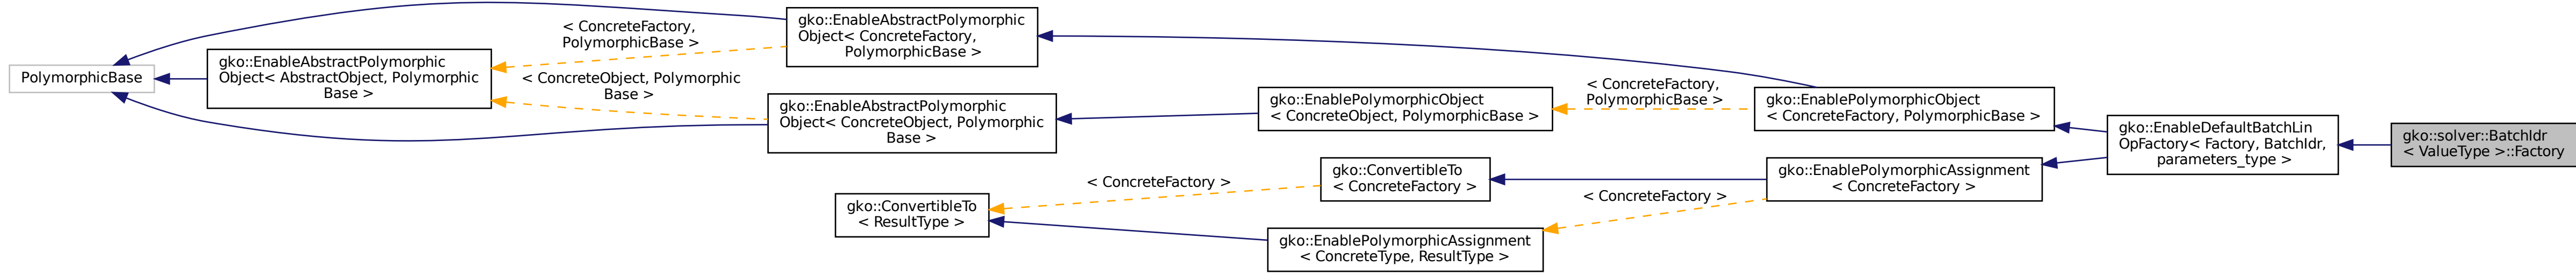 PolymorphicBase
gko::EnableAbstractPolymorphic
Object< AbstractObject, Polymorphic
Base >
< ConcreteFactory,
PolymorphicBase >
< ConcreteObject, Polymorphic
Base >
gko::EnableAbstractPolymorphic
Object< ConcreteFactory,
PolymorphicBase >
gko::EnableAbstractPolymorphic
Object< ConcreteObject, Polymorphic
Base >
gko::ConvertibleTo
< ResultType >
< ConcreteFactory >
gko::EnablePolymorphicObject
< ConcreteObject, PolymorphicBase >
gko::ConvertibleTo
< ConcreteFactory >
gko::EnablePolymorphicAssignment
< ConcreteType, ResultType >
< ConcreteFactory,
PolymorphicBase >
< ConcreteFactory >
gko::EnablePolymorphicObject
< ConcreteFactory, PolymorphicBase >
gko::EnablePolymorphicAssignment
< ConcreteFactory >
gko::EnableDefaultBatchLin
OpFactory< Factory, BatchIdr,
parameters_type >
gko::solver::BatchIdr
< ValueType >::Factory